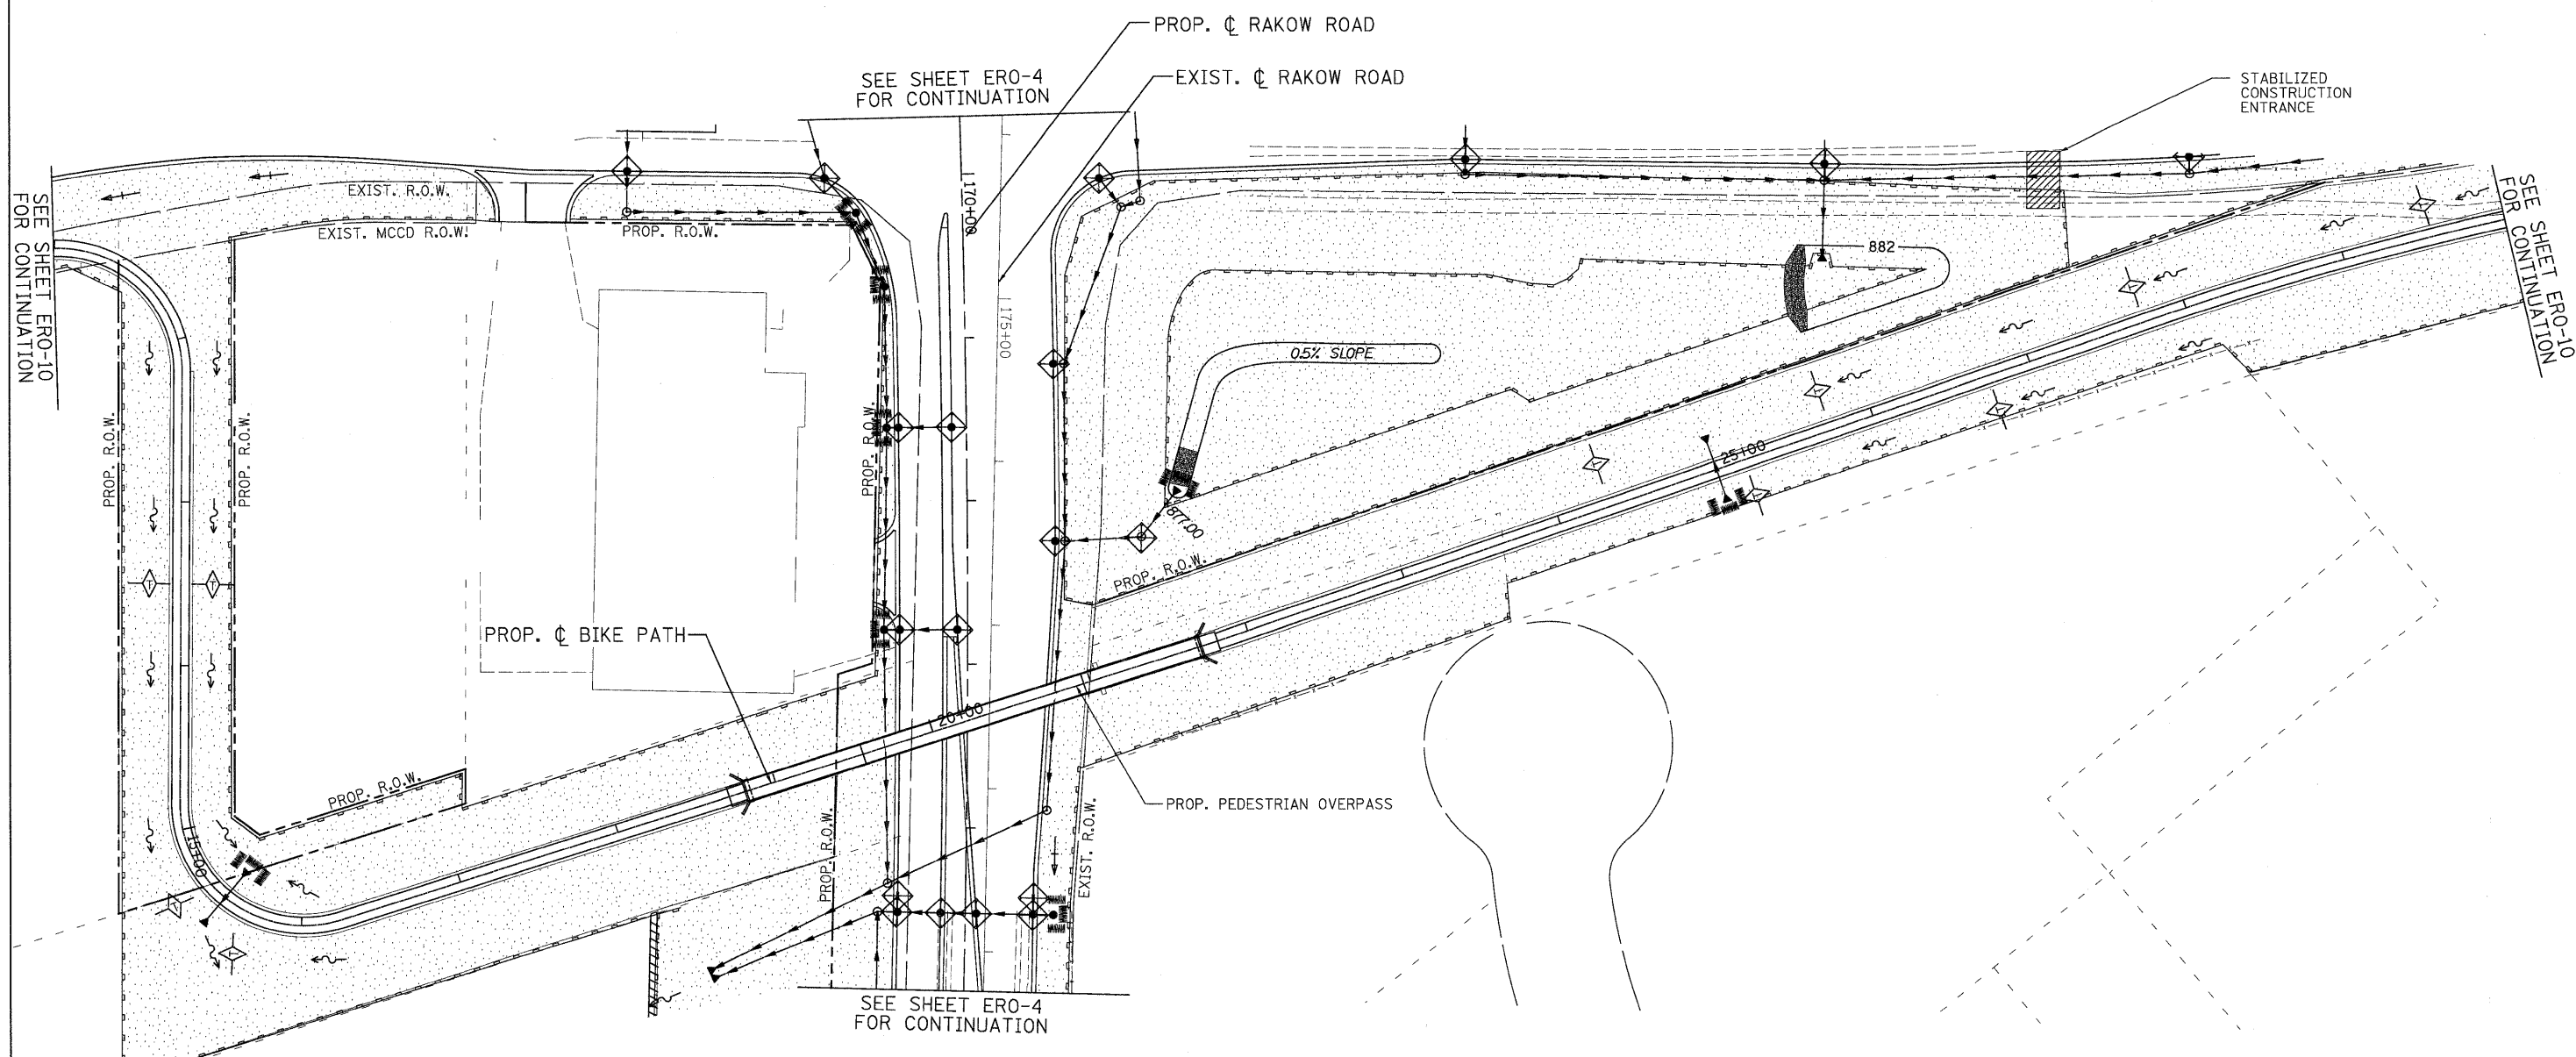 PROP. ℄ RAKOW ROAD
SEE SHEET ERO-4
FOR CONTINUATION
EXIST. ℄ RAKOW ROAD
STABILIZED
CONSTRUCTION
ENTRANCE
SEE SHEET ERO-10
FOR CONTINUATION
EXIST. R.O.W.
EXIST. MCCD R.O.W.
PROP. R.O.W.
170+00
175+00
882
0.5% SLOPE
SEE SHEET ERO-10
FOR CONTINUATION
PROP. R.O.W.
PROP. R.O.W.
PROP. R.O.W.
25+00
877.00
PROP. R.O.W.
T
T
T
T
T
T
T
PROP. ℄ BIKE PATH
20+00
PROP. R.O.W.
PROP. R.O.W.
PROP. PEDESTRIAN OVERPASS
EXIST. R.O.W.
15+00
SEE SHEET ERO-4
FOR CONTINUATION